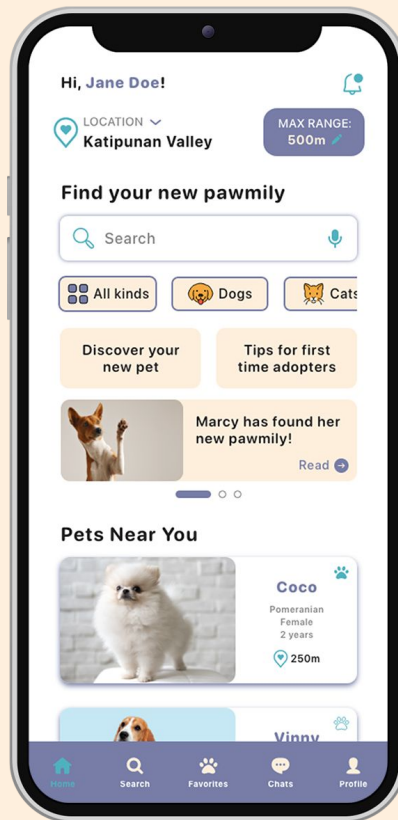 Hi, Jane Doe!
LOCATION
Katipunan Valley
MAX RANGE:
500m
Find your new pawmily
Search
All kinds
Dogs
Cats
Discover your
new pet
Tips for first
time adopters
Marcy has found her
new pawmily!
Read
Pets Near You
Coco
Pomeranian
Female
2 years
250m
Vinny
Home
Search
Favorites
Chats
Profile